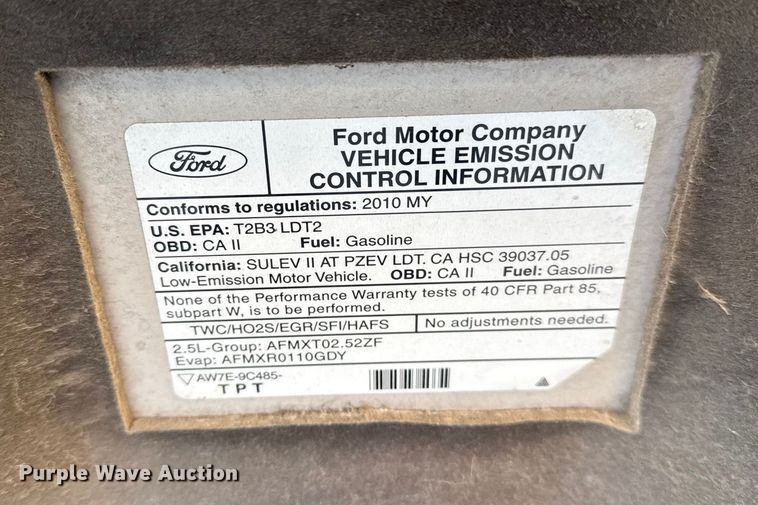 Ford
Ford Motor Company
VEHICLE EMISSION
CONTROL INFORMATION
Conforms to regulations: 2010 MY
U.S. EPA: T2B3 LDT2
OBD: CA II Fuel: Gasoline
California: SULEV II AT PZEV LDT. CA HSC 39037.05
Low-Emission Motor Vehicle. OBD: CA II Fuel: Gasoline
None of the Performance Warranty tests of 40 CFR Part 85,
subpart W, is to be performed.
TWC/HO2S/EGR/SFI/HAFS No adjustments needed.
2.5L-Group: AFMXT02.52ZF
Evap: AFMXR0110GDY
AW7E-9C485-
TPT
Purple Wave Auction